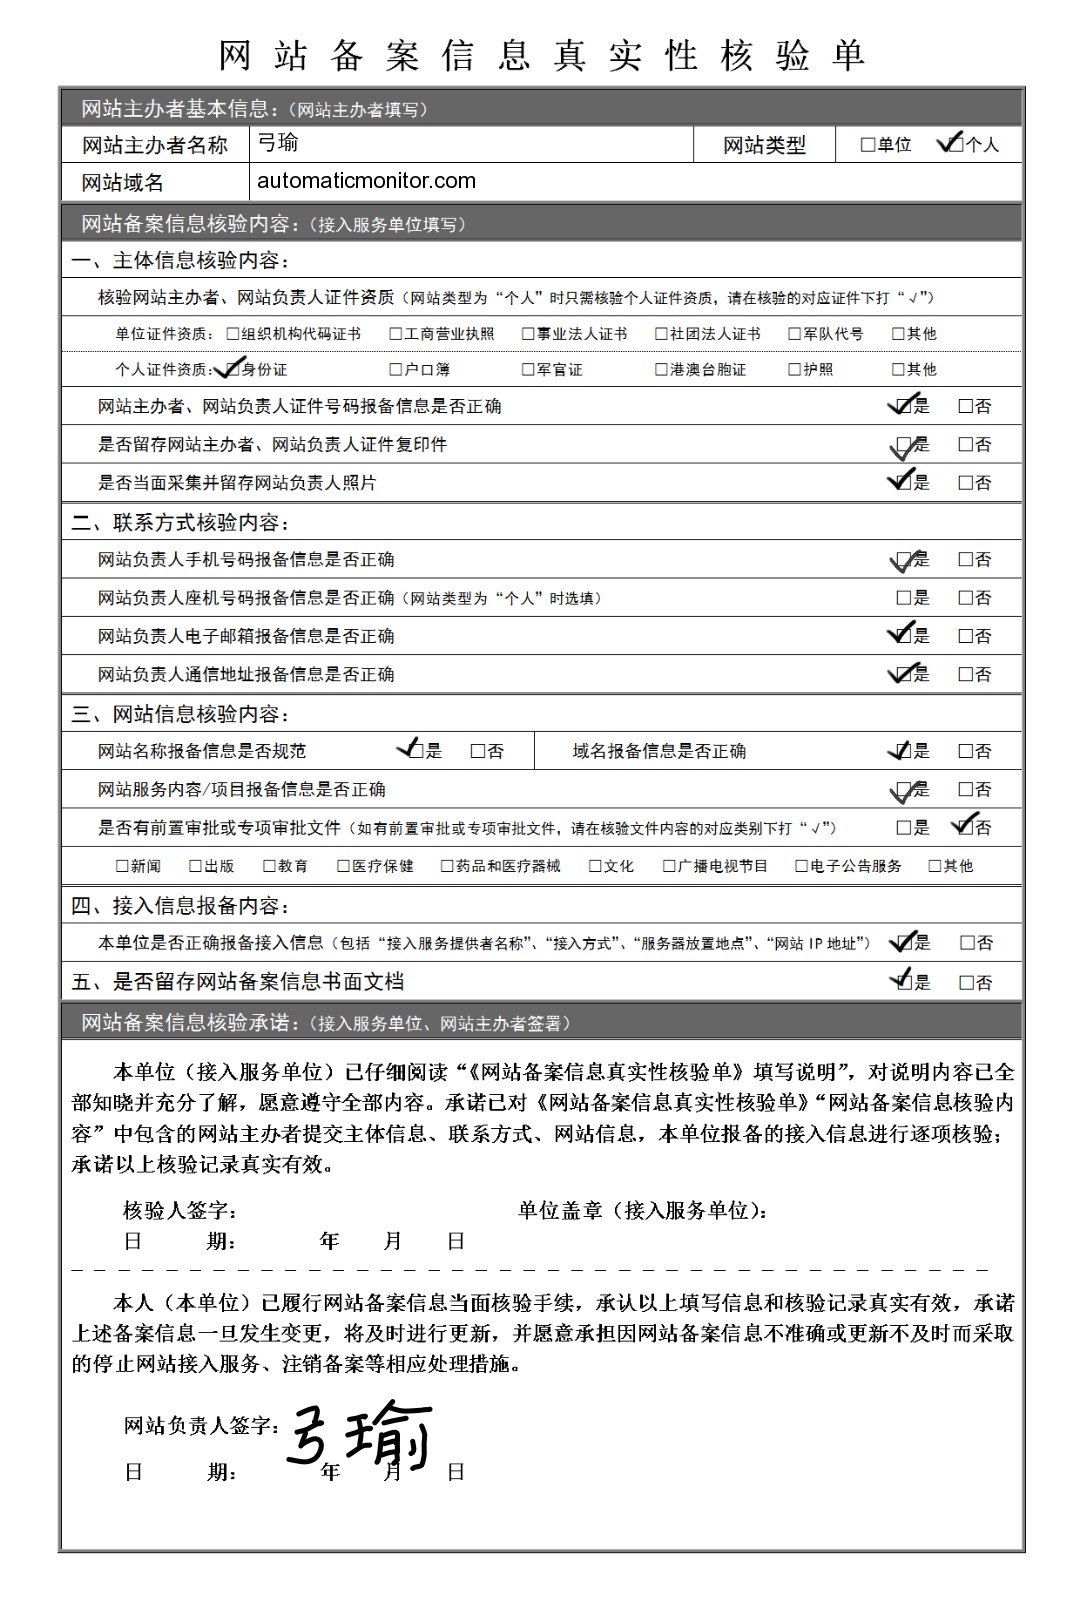 网站备案信息真实性核验单
网站主办者基本信息：（网站主办者填写）
网站主办者名称 弓瑜 网站类型 □单位 ☑个人
网站域名 automaticmonitor.com
网站备案信息核验内容：（接入服务单位填写）
一、主体信息核验内容：
核验网站主办者、网站负责人证件资质（网站类型为“个人”时只需核验个人证件资质，请在核验的对应证件下打“√”）
单位证件资质： □组织机构代码证书 □工商营业执照 □事业法人证书 □社团法人证书 □军队代号 □其他
个人证件资质： ☑身份证 □户口簿 □军官证 □港澳台胞证 □护照 □其他
网站主办者、网站负责人证件号码报备信息是否正确 ☑是 □否
是否留存网站主办者、网站负责人证件复印件 ☑是 □否
是否当面采集并留存网站负责人照片 ☑是 □否
二、联系方式核验内容：
网站负责人手机号码报备信息是否正确 ☑是 □否
网站负责人座机号码报备信息是否正确（网站类型为“个人”时选填） □是 □否
网站负责人电子邮箱报备信息是否正确 ☑是 □否
网站负责人通信地址报备信息是否正确 ☑是 □否
三、网站信息核验内容：
网站名称报备信息是否规范 ☑是 □否 域名报备信息是否正确 ☑是 □否
网站服务内容/项目报备信息是否正确 ☑是 □否
是否有前置审批或专项审批文件（如有前置审批或专项审批文件，请在核验文件内容的对应类别下打“√”） □是 ☑否
□新闻 □出版 □教育 □医疗保健 □药品和医疗器械 □文化 □广播电视节目 □电子公告服务 □其他
四、接入信息报备内容：
本单位是否正确报备接入信息（包括“接入服务提供者名称”、“接入方式”、“服务器放置地点”、“网站 IP 地址”） ☑是 □否
五、是否留存网站备案信息书面文档 ☑是 □否
网站备案信息核验承诺：（接入服务单位、网站主办者签署）
本单位（接入服务单位）已仔细阅读“《网站备案信息真实性核验单》填写说明”，对说明内容已全
部知晓并充分了解，愿意遵守全部内容。承诺已对《网站备案信息真实性核验单》“网站备案信息核验内
容”中包含的网站主办者提交主体信息、联系方式、网站信息，本单位报备的接入信息进行逐项核验；
承诺以上核验记录真实有效。
核验人签字： 单位盖章（接入服务单位）：
日 期： 年 月 日
本人（本单位）已履行网站备案信息当面核验手续，承认以上填写信息和核验记录真实有效，承诺
上述备案信息一旦发生变更，将及时进行更新，并愿意承担因网站备案信息不准确或更新不及时而采取
的停止网站接入服务、注销备案等相应处理措施。
网站负责人签字： 弓瑜
日 期： 年 月 日